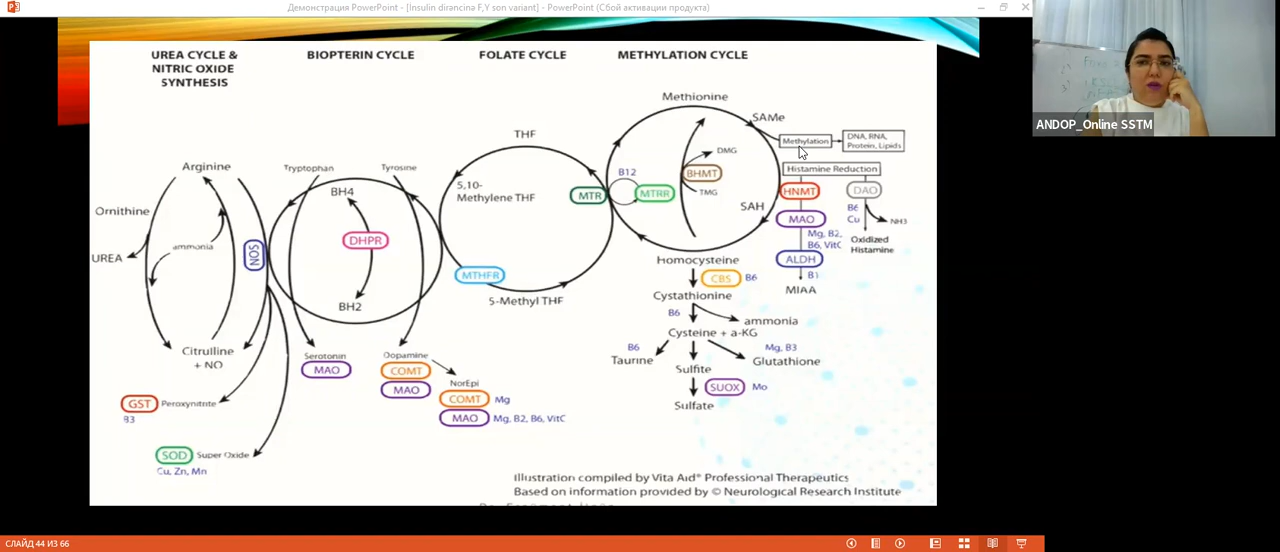 Демонстрация PowerPoint - [Insulin dirəncinə F,Y son variant] - PowerPoint (Сбой активации продукта)
ANDOP_Online SSTM
UREA CYCLE &
NITRIC OXIDE
SYNTHESIS
BIOPTERIN CYCLE
FOLATE CYCLE
METHYLATION CYCLE
Arginine
Ornithine
ammonia
UREA
NOS
Citrulline
+ NO
GST
Peroxynitrite
B3
SOD
Super Oxide
Cu, Zn, Mn
Tryptophan
Tyrosine
BH4
DHPR
BH2
Serotonin
MAO
Dopamine
COMT
MAO
NorEpi
COMT
Mg
MAO
Mg, B2, B6, VitC
THF
5,10-
Methylene THF
MTHFR
5-Methyl THF
MTR
B12
MTRR
Methionine
SAMe
DMG
BHMT
TMG
SAH
Homocysteine
CBS
B6
Cystathionine
B6
ammonia
Cysteine + a-KG
B6
Taurine
Mg, B3
Glutathione
Sulfite
SUOX
Mo
Sulfate
Methylation
DNA, RNA,
Protein, Lipids
Histamine Reduction
HNMT
DAO
MAO
B6
Cu
NH3
Mg, B2,
B6, VitC
Oxidized
Histamine
ALDH
B1
MIAA
Illustration compiled by Vita Aid® Professional Therapeutics
Based on information provided by © Neurological Research Institute
СЛАЙД 44 ИЗ 66